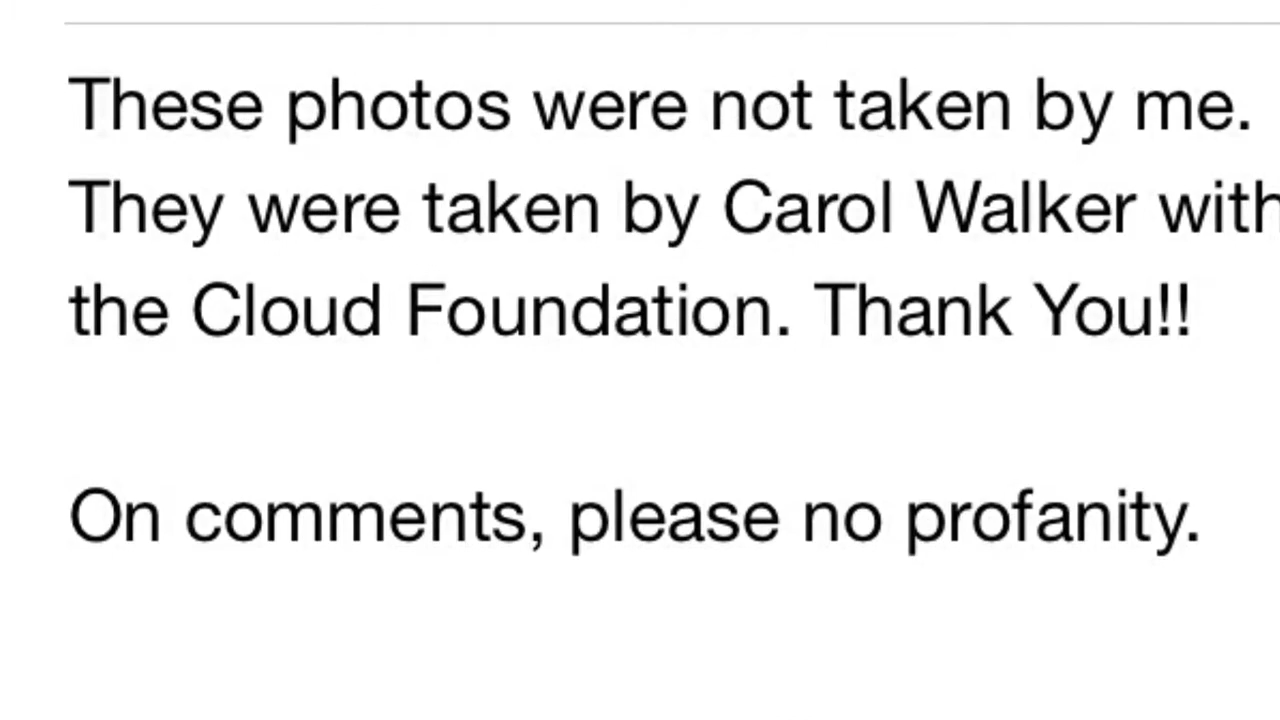 These photos were not taken by me.
They were taken by Carol Walker with
the Cloud Foundation. Thank You!!
On comments, please no profanity.